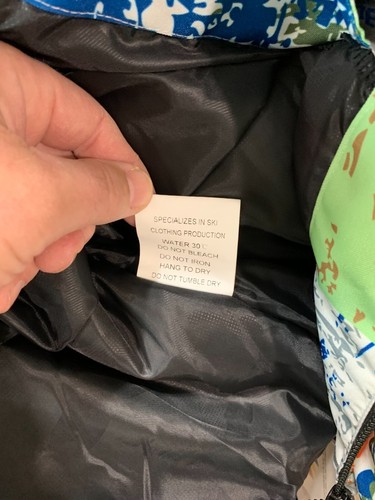 SPECIALIZES IN SKI
CLOTHING PRODUCTION
WATER 30℃
DO NOT BLEACH
DO NOT IRON
HANG TO DRY
DO NOT TUMBLE DRY